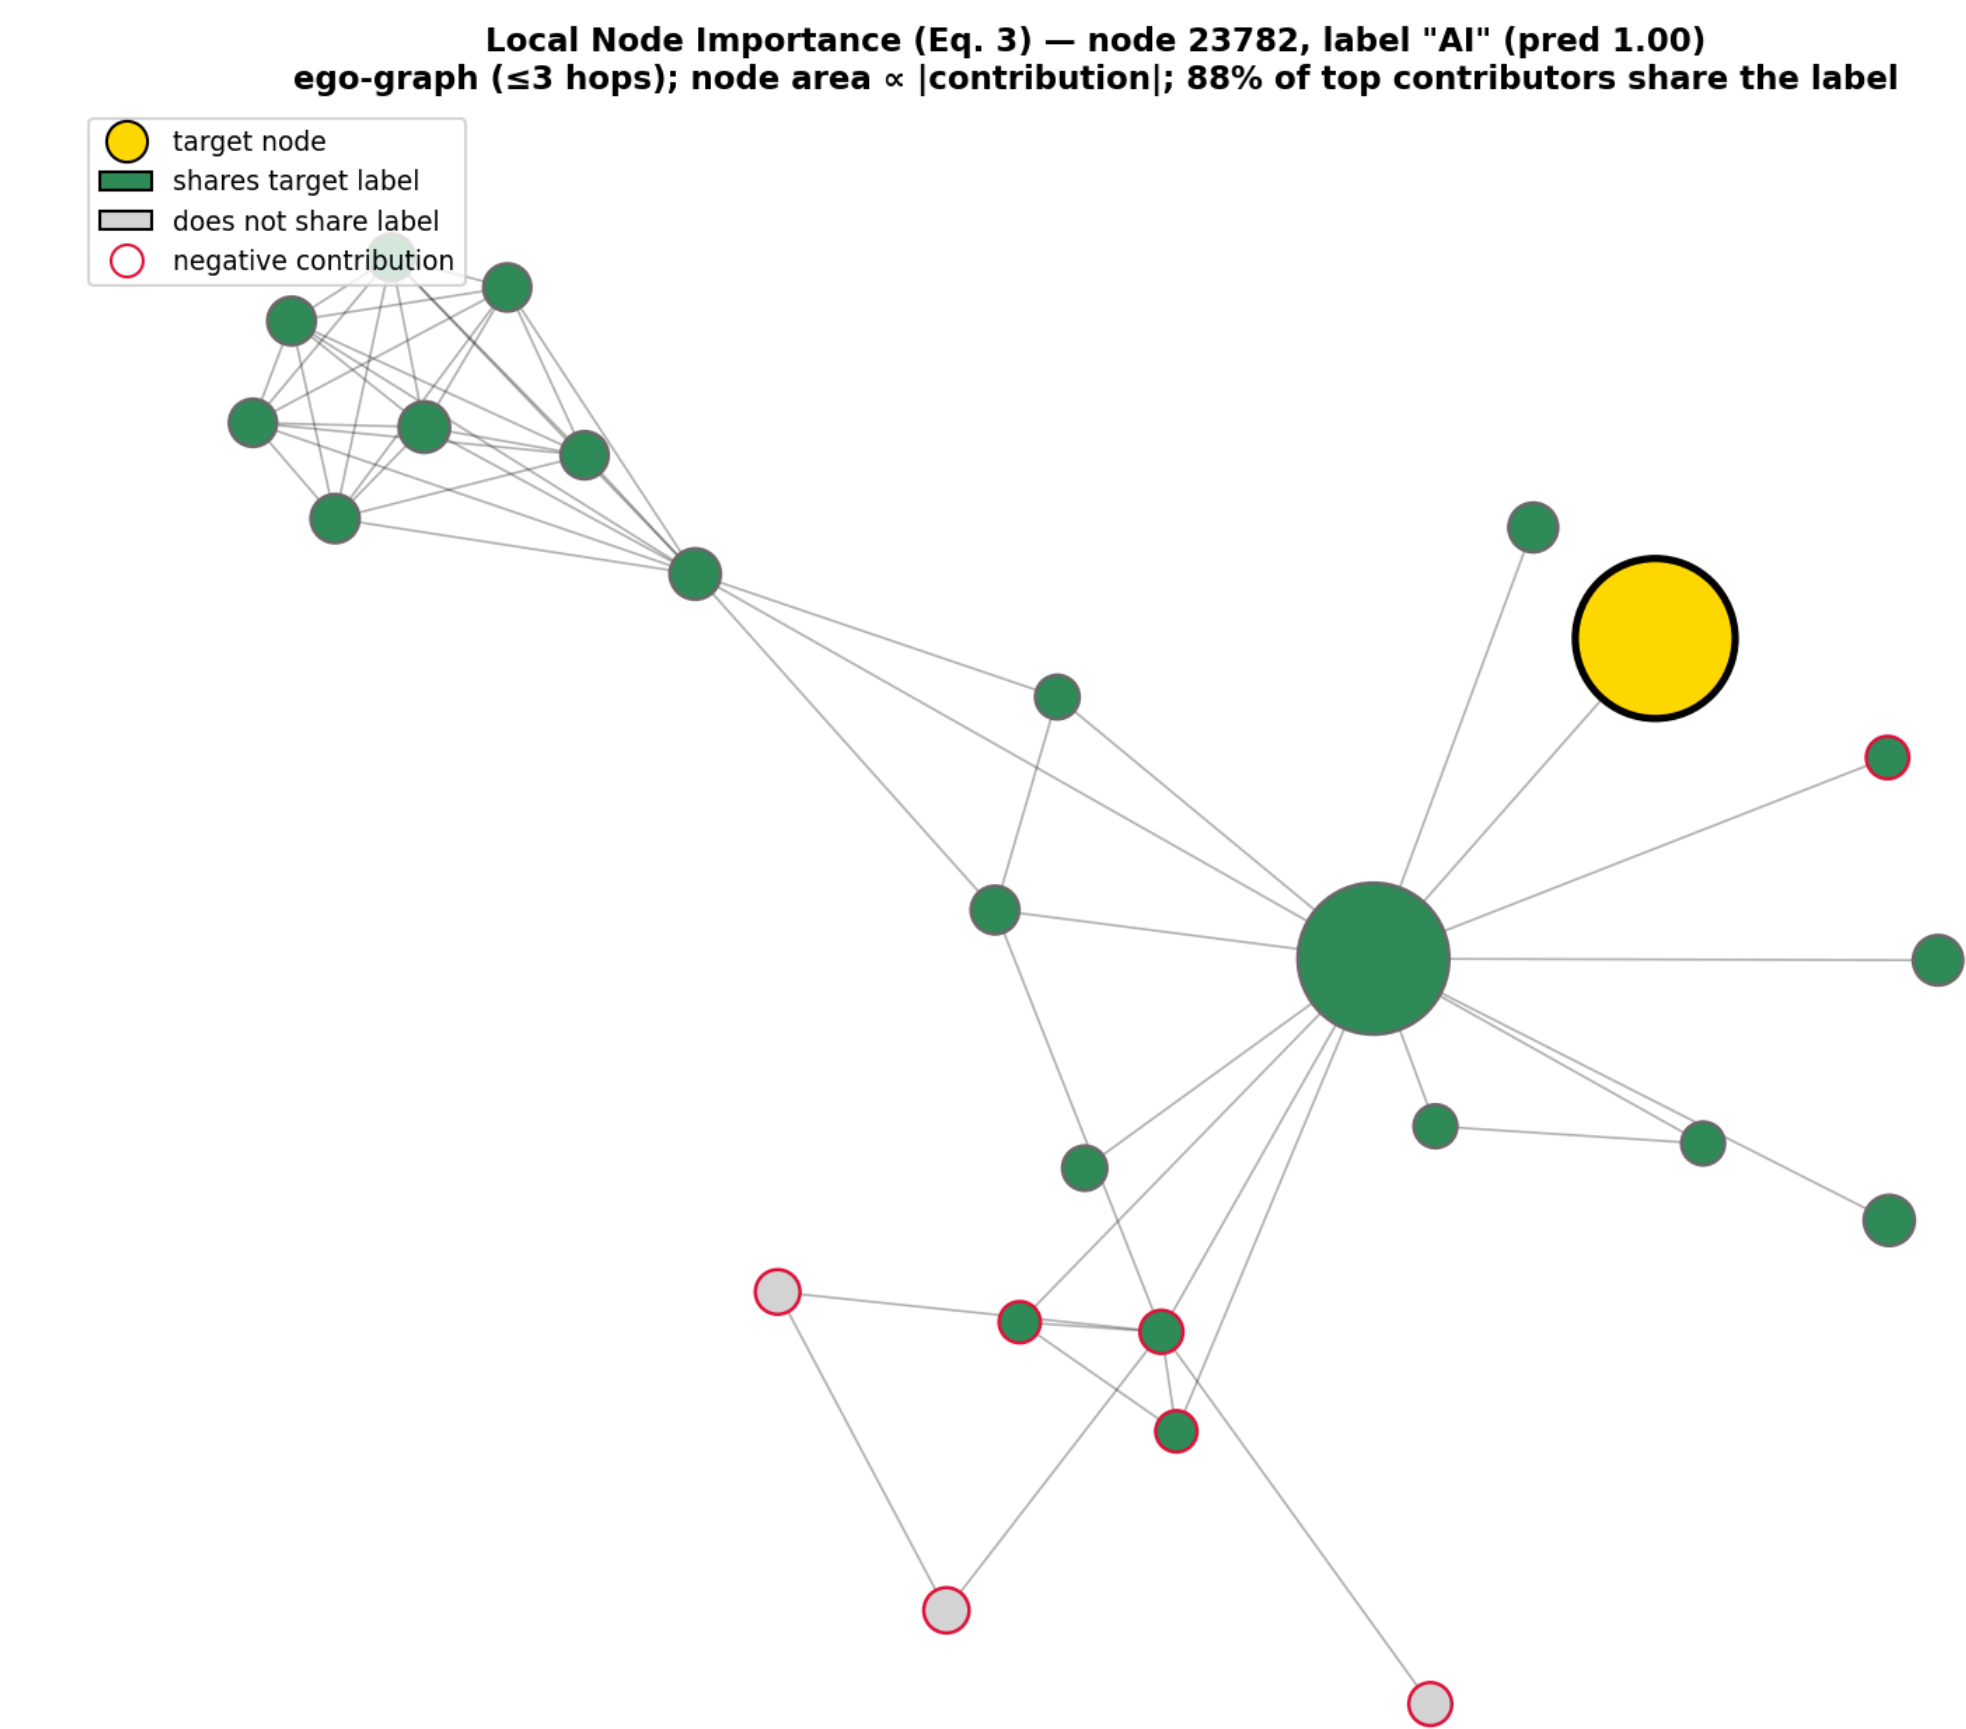 Local Node Importance (Eq. 3) — node 23782, label "AI" (pred 1.00)
ego-graph (≤3 hops); node area ∝ |contribution|; 88% of top contributors share the label
target node
shares target label
does not share label
negative contribution